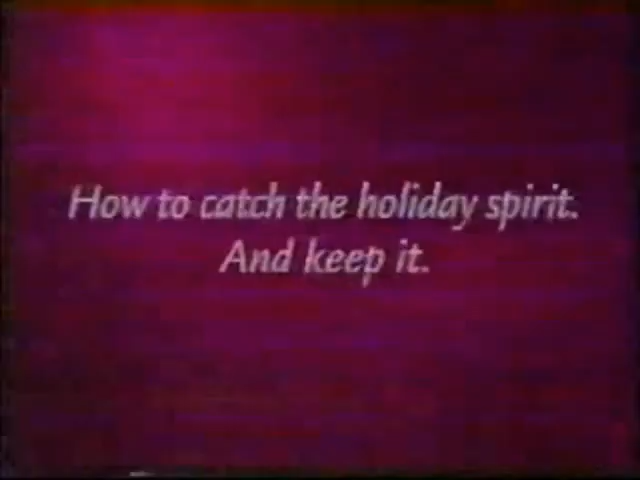 How to catch the holiday spirit.
And keep it.